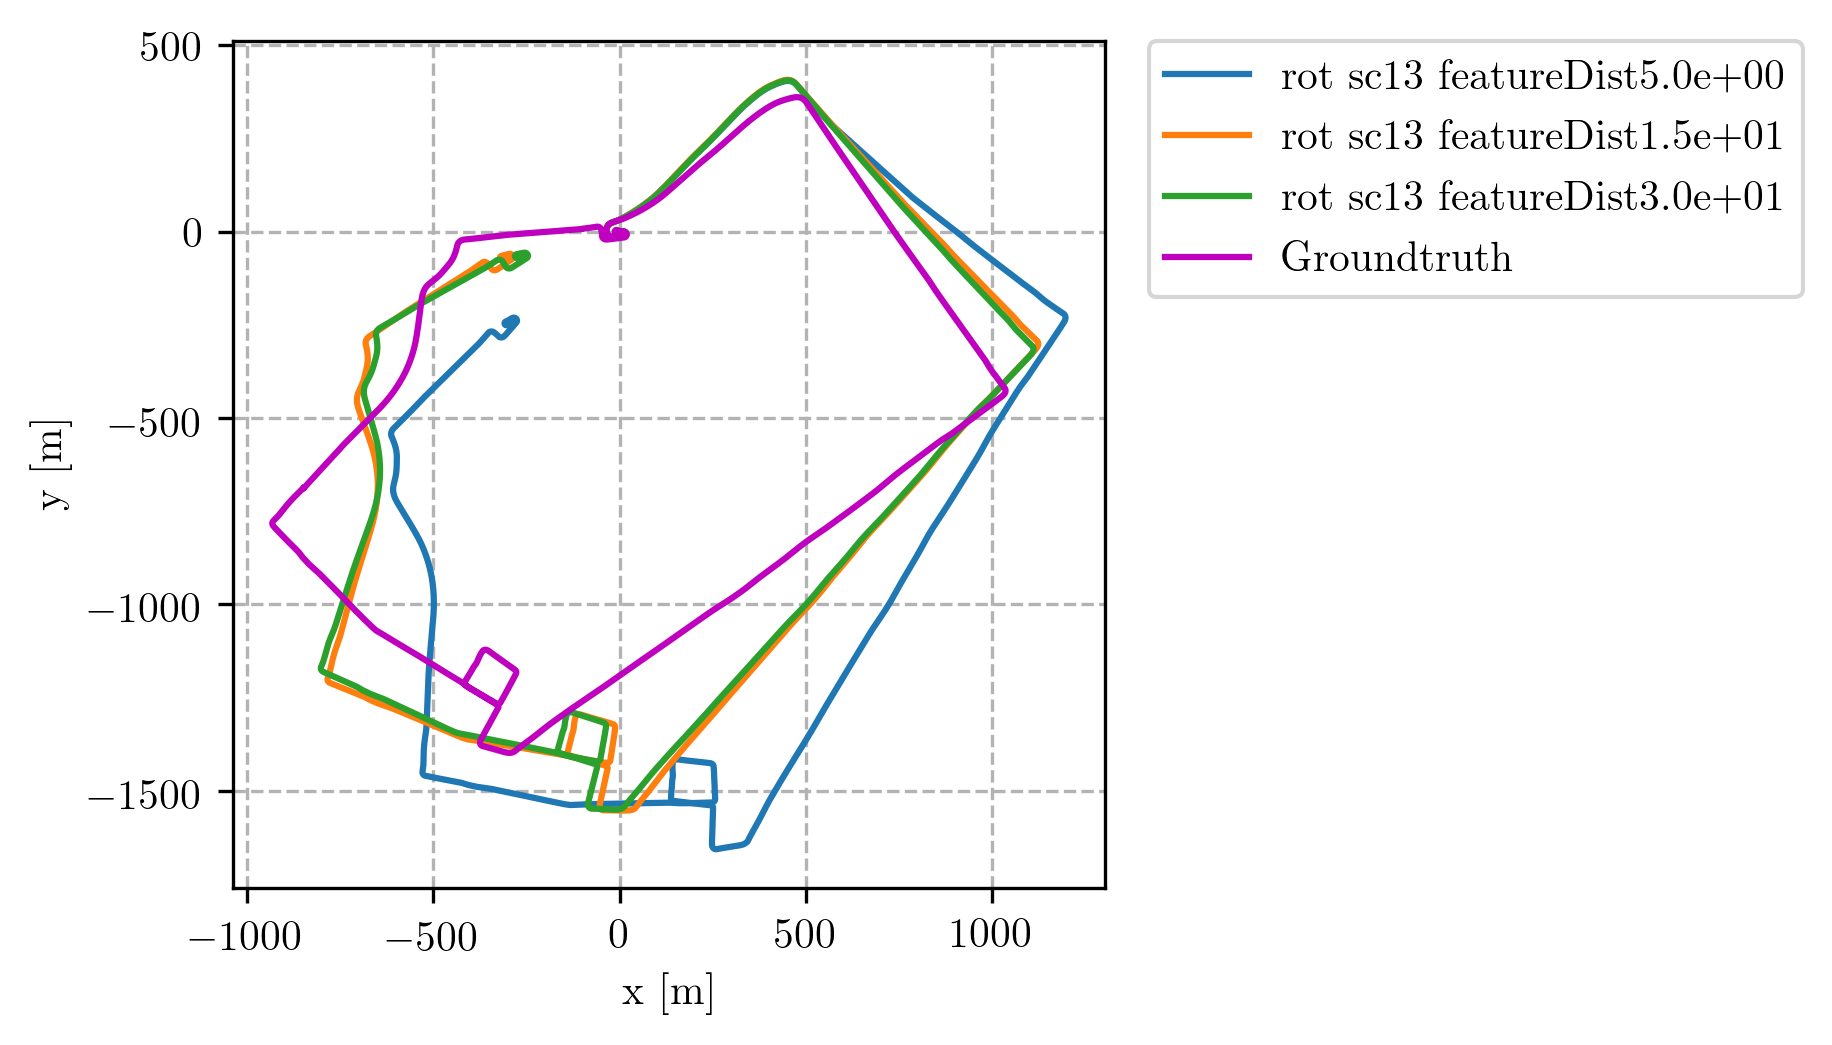 500
0
−500
−1000
−1500
y [m]
−1000
−500
0
500
1000
x [m]
rot sc13 featureDist5.0e+00
rot sc13 featureDist1.5e+01
rot sc13 featureDist3.0e+01
Groundtruth